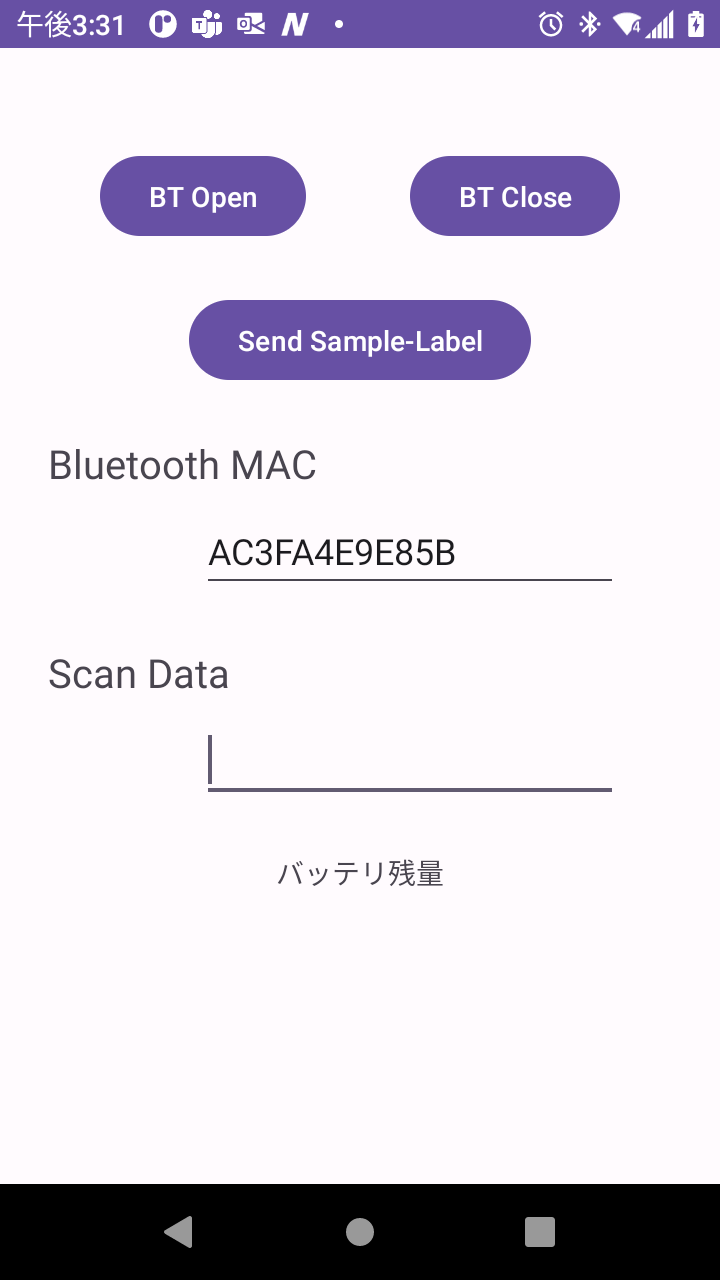 午後3:31
BT Open
BT Close
Send Sample-Label
Bluetooth MAC
AC3FA4E9E85B
Scan Data
バッテリ残量